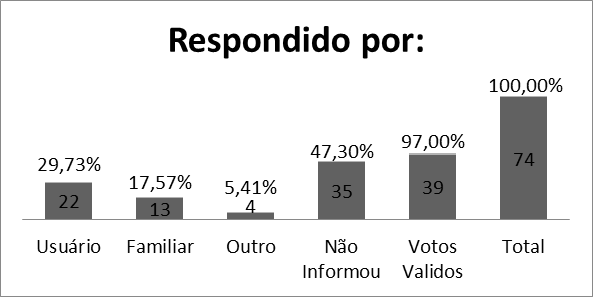 Respondido por:
100,00%
97,00%
47,30%
29,73%
17,57%
5,41%
22
13
4
35
39
74
Usuário
Familiar
Outro
Não
Informou
Votos
Validos
Total